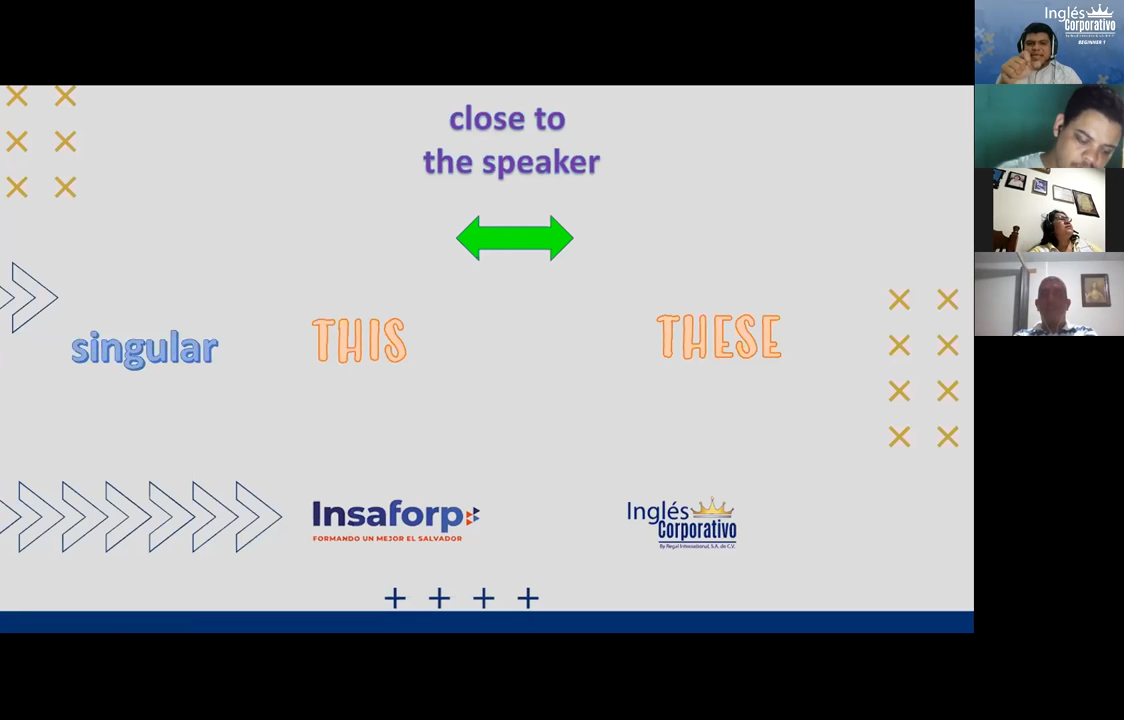 close to
the speaker
singular
THIS
THESE
Insaforp
FORMANDO UN MEJOR EL SALVADOR
Inglés
Corporativo
By Regal International, S.A. de C.V.
Inglés
Corporativo
BEGINNER 1